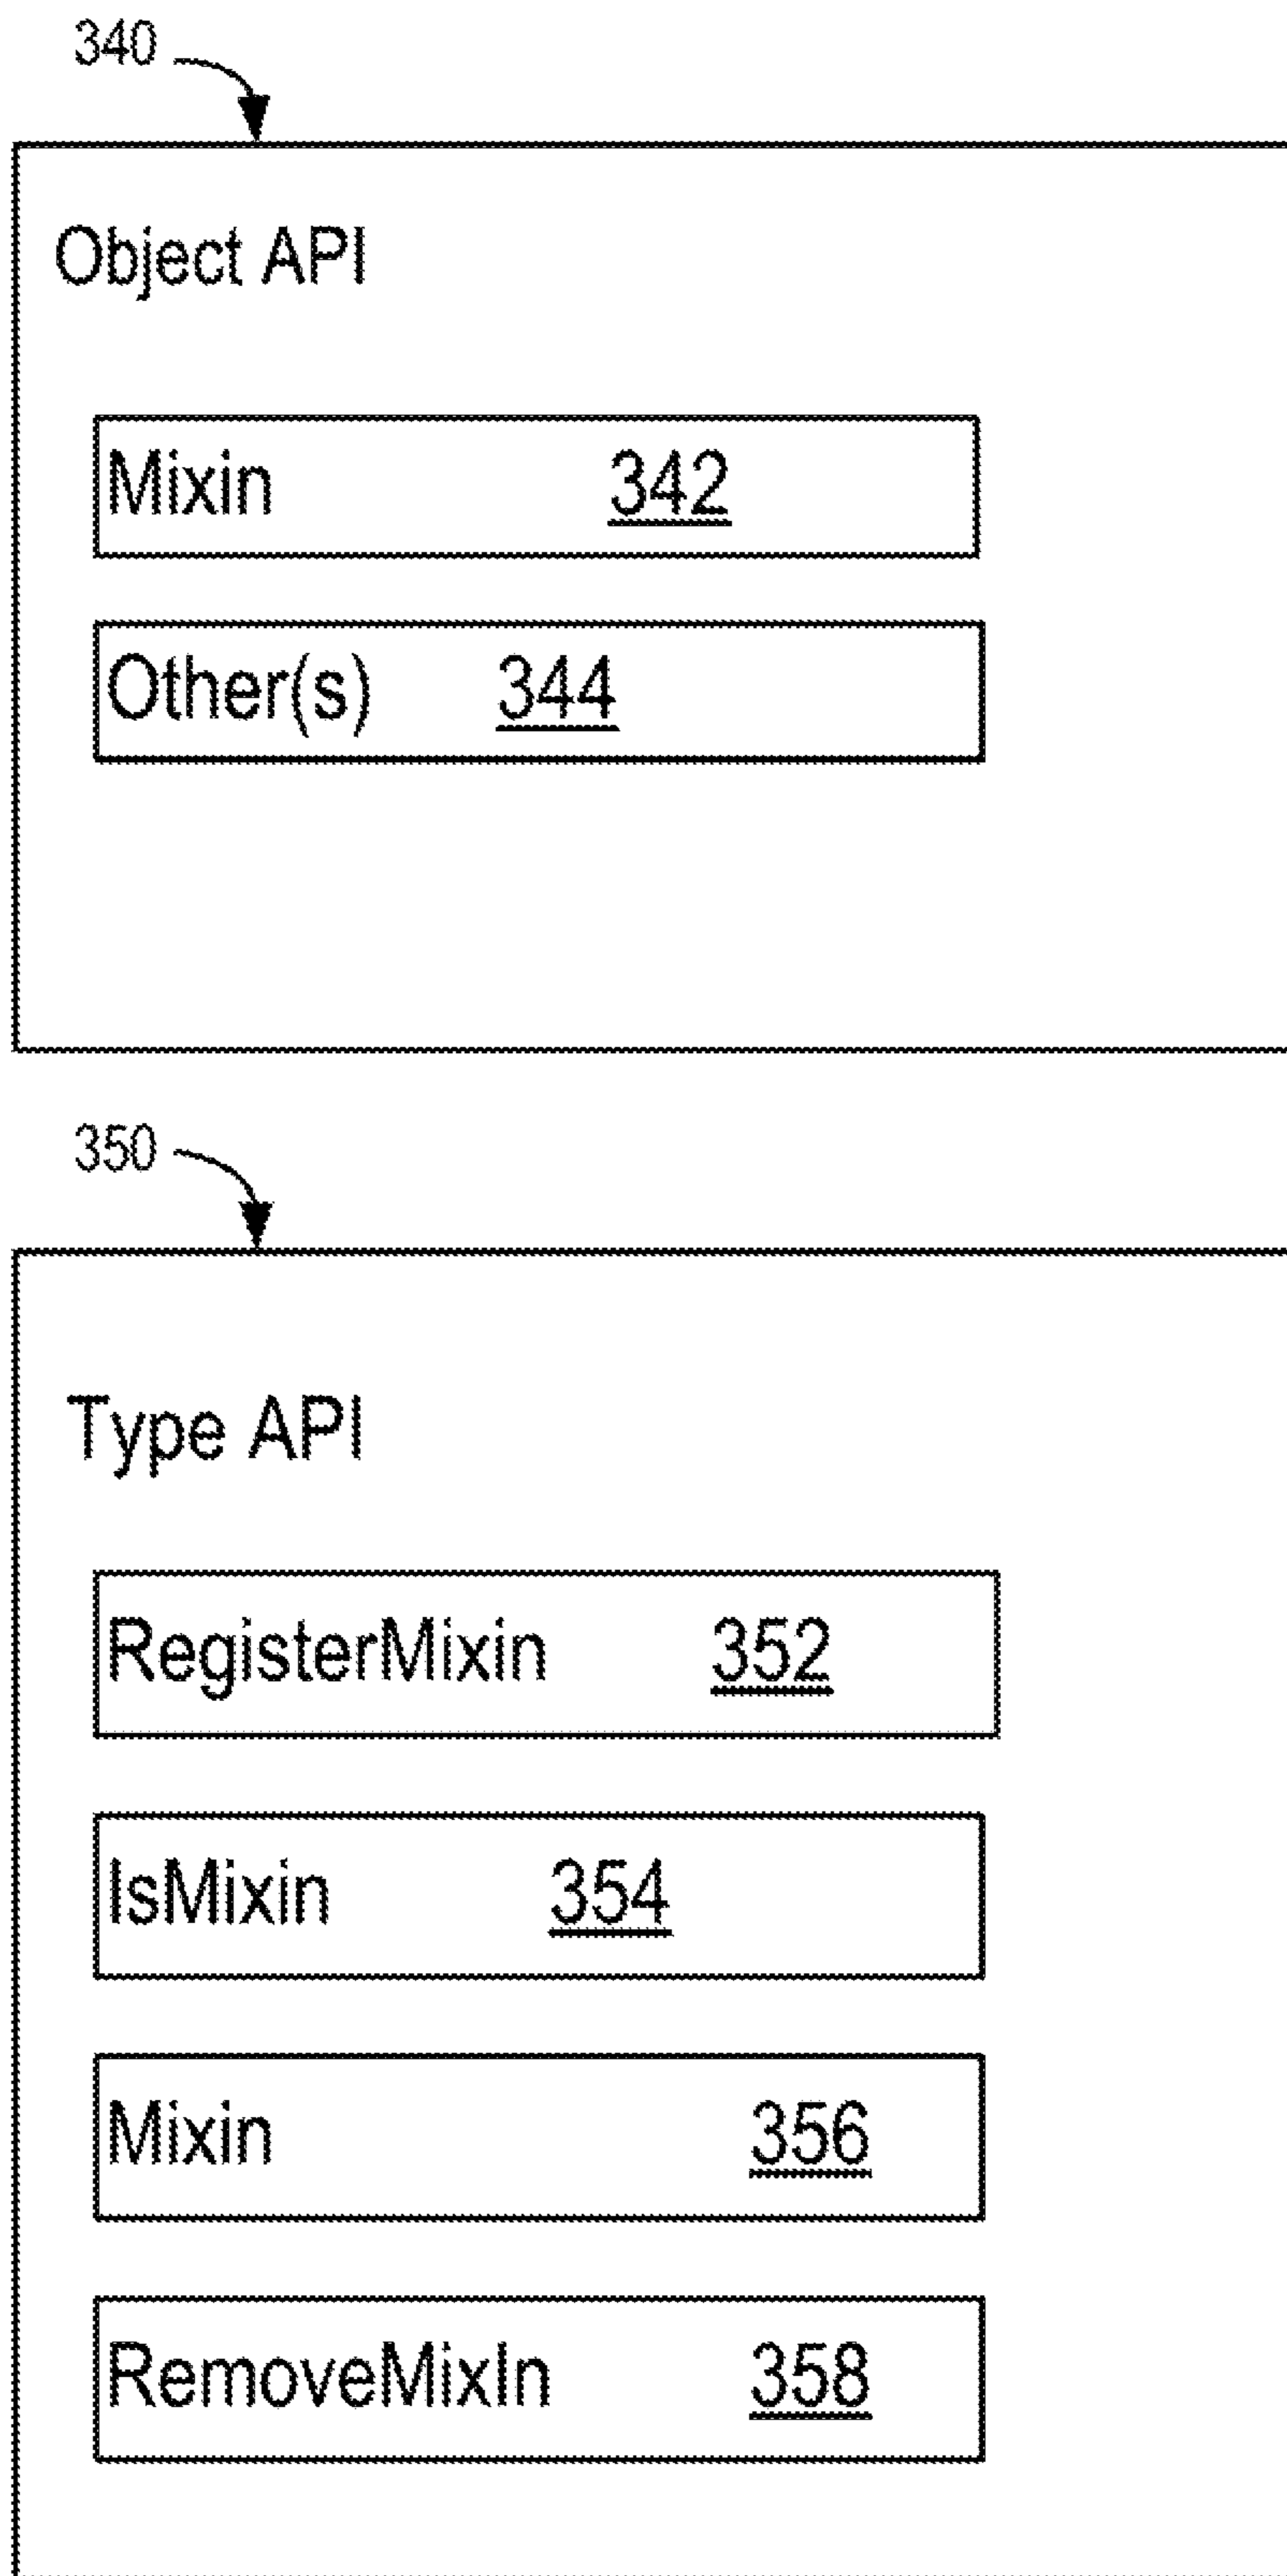 340
Object API
Mixin 342
Other(s) 344
350
Type API
RegisterMixin 352
IsMixin 354
Mixin 356
RemoveMixIn 358